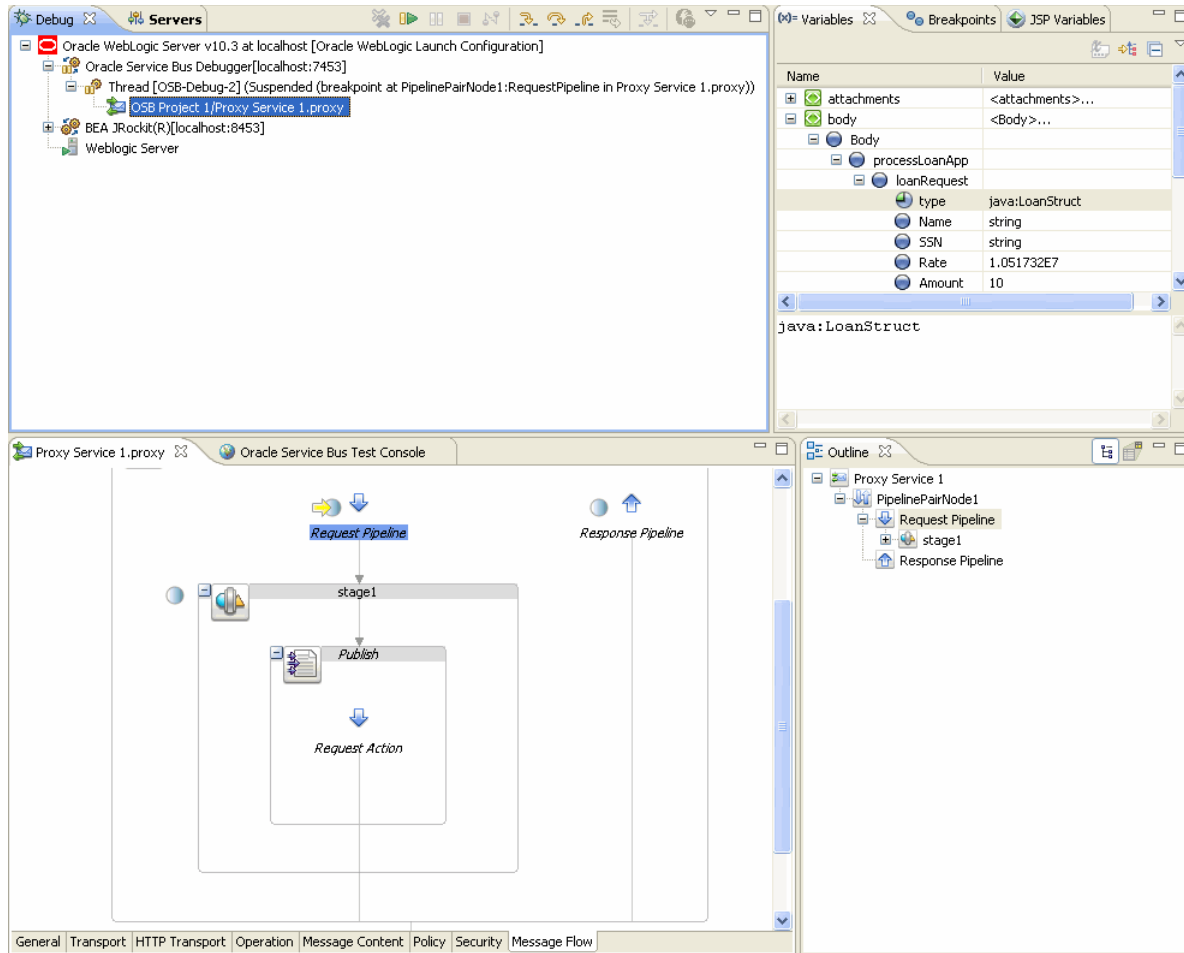 Debug
Servers
Oracle WebLogic Server v10.3 at localhost [Oracle WebLogic Launch Configuration]
Oracle Service Bus Debugger[localhost:7453]
Thread [OSB-Debug-2] (Suspended (breakpoint at PipelinePairNode1:RequestPipeline in Proxy Service 1.proxy))
OSB Project 1/Proxy Service 1.proxy
BEA JRockit(R)[localhost:8453]
Weblogic Server
(x)= Variables
Breakpoints
JSP Variables
Name Value
attachments <attachments>...
body <Body>...
Body
processLoanApp
loanRequest
type java:LoanStruct
Name string
SSN string
Rate 1.051732E7
Amount 10
java:LoanStruct
Proxy Service 1.proxy
Oracle Service Bus Test Console
Request Pipeline
Response Pipeline
stage1
Publish
Request Action
General Transport HTTP Transport Operation Message Content Policy Security Message Flow
Outline
Proxy Service 1
PipelinePairNode1
Request Pipeline
stage1
Response Pipeline